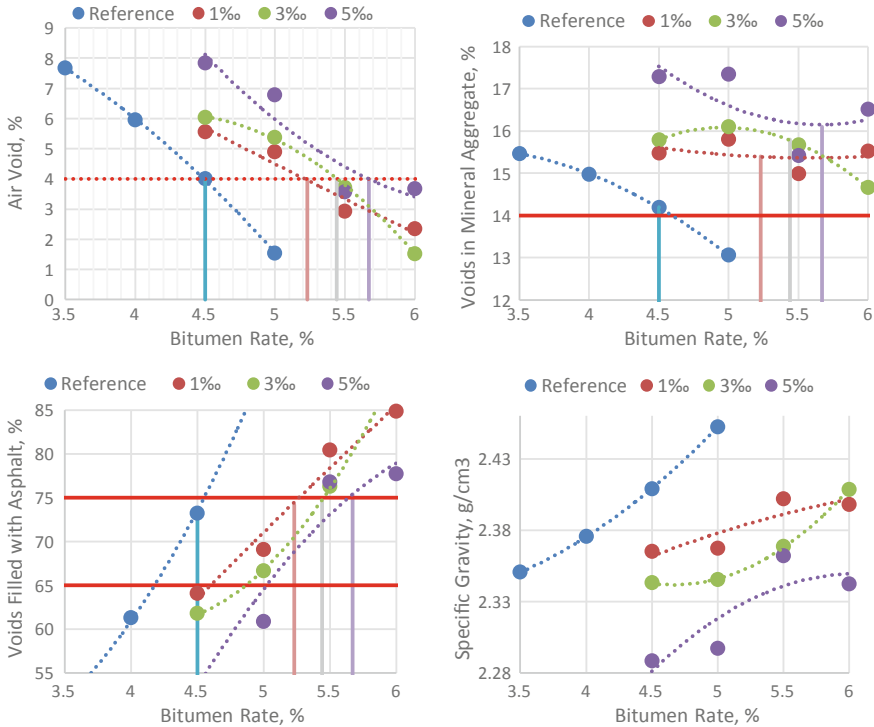 Reference 1‰ 3‰ 5‰
Air Void, %
9
8
7
6
5
4
3
2
1
0
3.5 4 4.5 5 5.5 6
Bitumen Rate, %
Reference 1‰ 3‰ 5‰
Voids in Mineral Aggregate, %
18
17
16
15
14
13
12
3.5 4 4.5 5 5.5 6
Bitumen Rate, %
Reference 1‰ 3‰ 5‰
Voids Filled with Asphalt, %
85
80
75
70
65
60
55
3.5 4 4.5 5 5.5 6
Bitumen Rate, %
Reference 1‰ 3‰ 5‰
Specific Gravity, g/cm3
2.43
2.38
2.33
2.28
3.5 4 4.5 5 5.5 6
Bitumen Rate, %